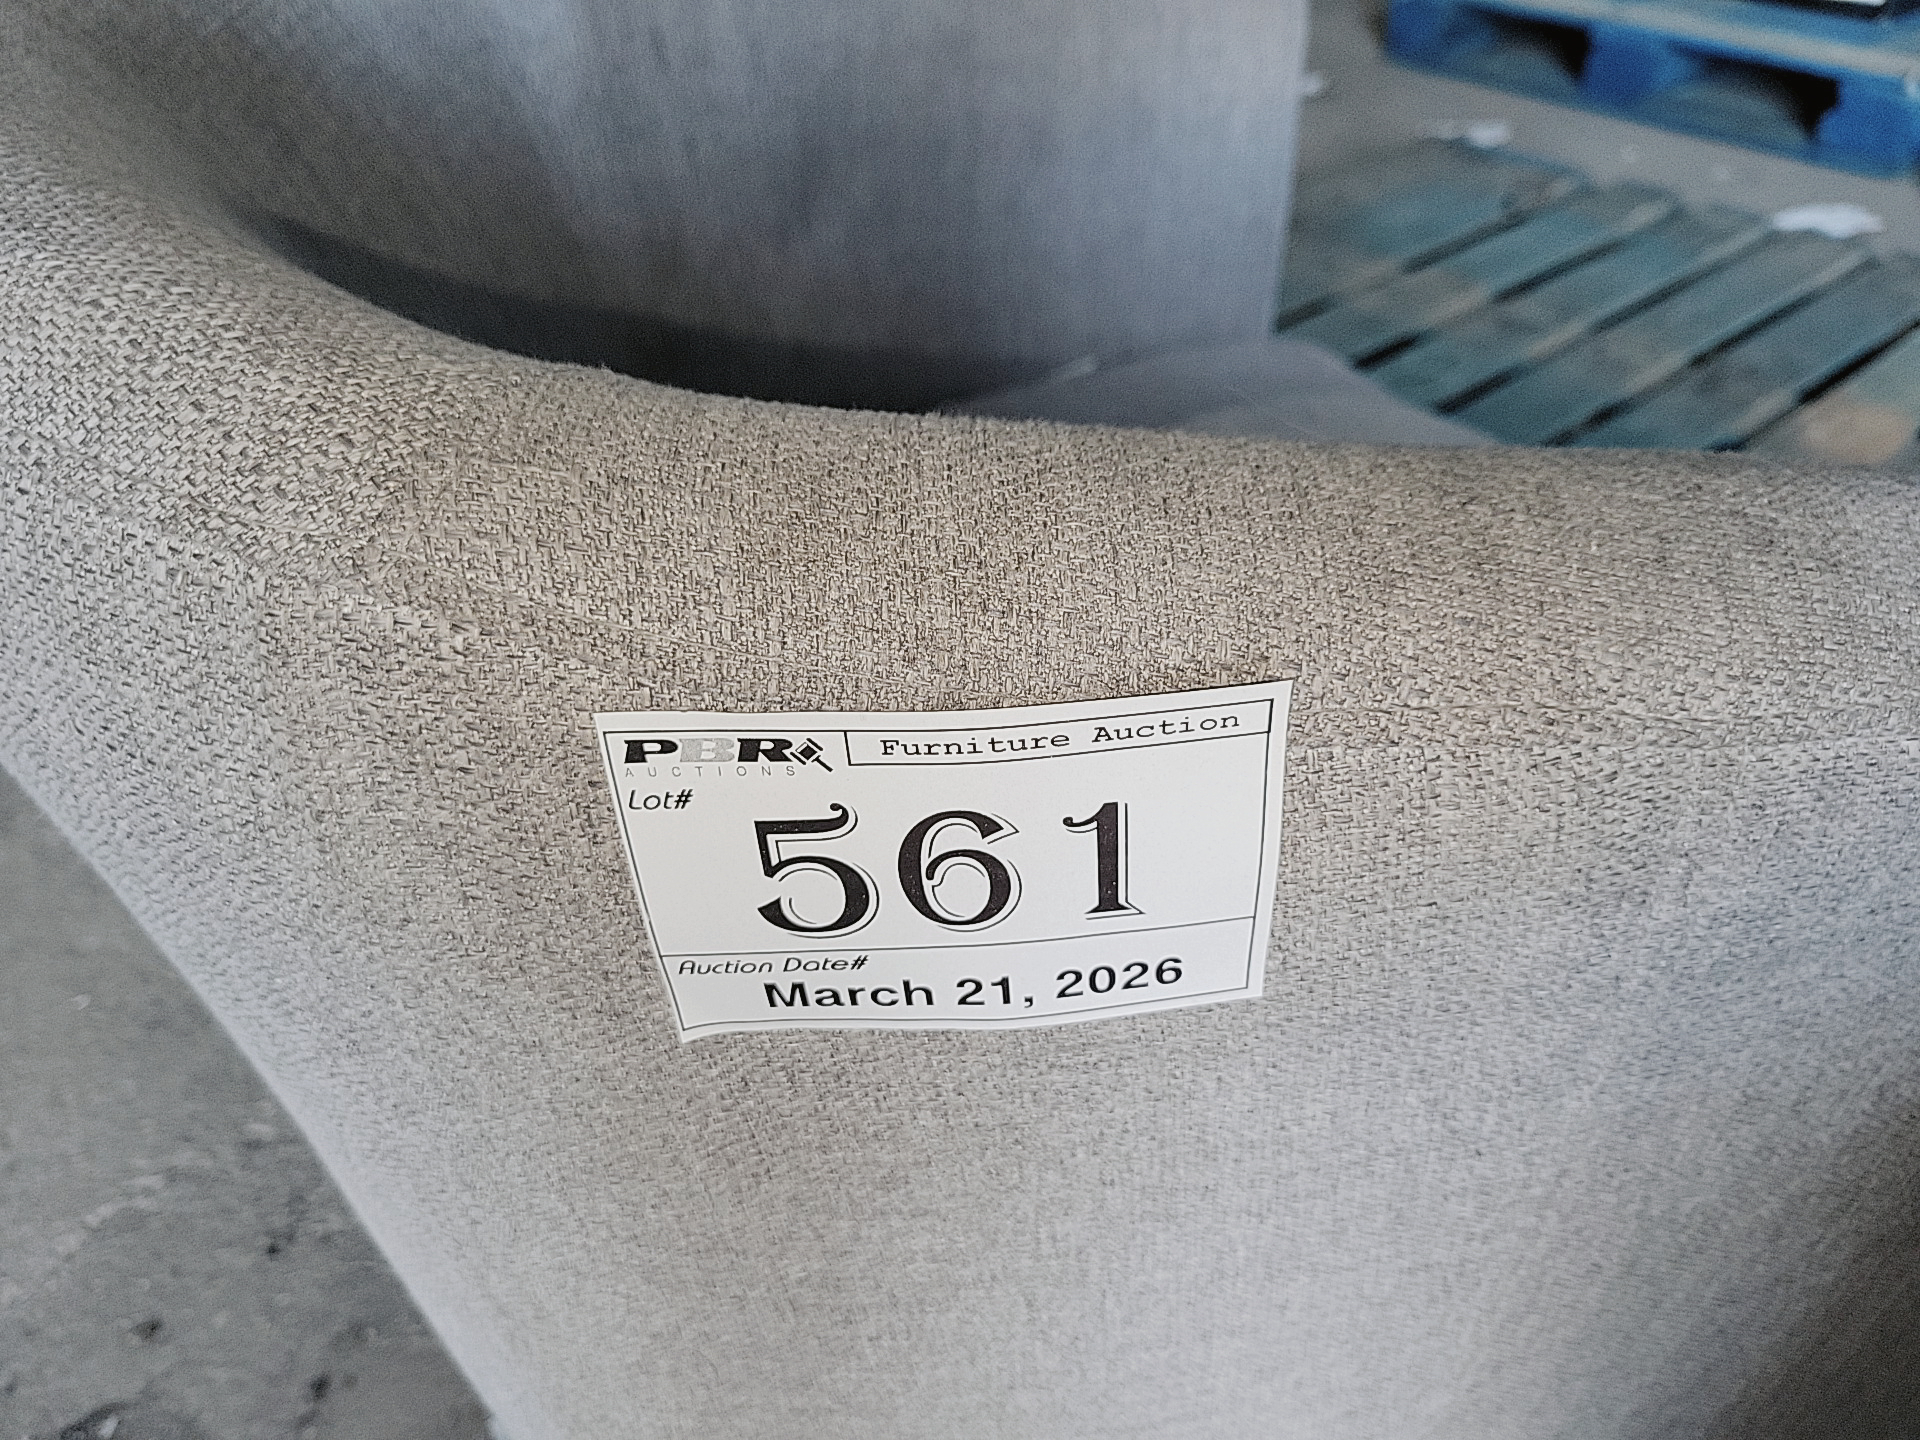 PBR Furniture Auction
AUCTIONS
Lot#
561
Auction Date#
March 21, 2026